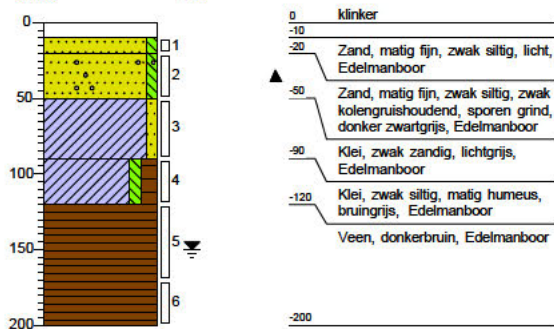 0
50
100
150
200
1
2
3
4
5
6
0 klinker
-10
-20
Zand, matig fijn, zwak siltig, licht,
Edelmanboor
-50
Zand, matig fijn, zwak siltig, zwak
kolengruishoudend, sporen grind,
donker zwartgrijs, Edelmanboor
-90
Klei, zwak zandig, lichtgrijs,
Edelmanboor
-120
Klei, zwak siltig, matig humeus,
bruingrijs, Edelmanboor
Veen, donkerbruin, Edelmanboor
-200